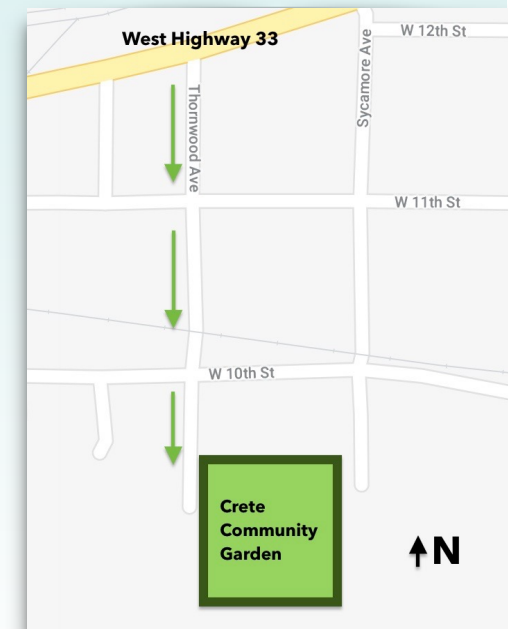 West Highway 33
W 12th St
Sycamore Ave
Thornwood Ave
W 11th St
W 10th St
Crete
Community
Garden
N